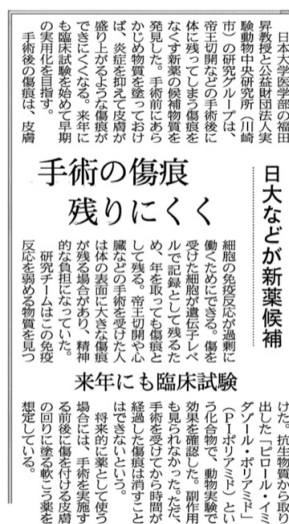 日大などが新薬候補
手術の傷痕
残りにくく
来年にも臨床試験
日本大学医学部の福田
昇教授と公益財団法人実
験動物中央研究所（川崎
市）の研究グループは、
帝王切開などの手術後に
体に残ってしまう傷痕を
なくす新薬の候補物質を
発見した。手術前にあら
かじめ物質を塗っておけ
ば、炎症を抑えて皮膚が
盛り上がるような傷痕が
できにくくなる。来年に
も臨床試験を始めて早期
の実用化を目指す。
手術後の傷痕は、皮膚
細胞の免疫反応が過剰に
働くためにできる。傷を
受けた細胞が遺伝子レベ
ルで記録として残るた
め、年を取っても傷痕と
して残る。帝王切開や心
臓などの手術を受けた人
は体の表面に大きな傷痕
が残る場合があり、精神
的な負担になっていた。
研究チームはこの免疫
反応を弱める物質を見つ
けた。抗生物質から取り
出した「ピロール・イミ
ダゾール・ポリアミド」
（ＰＩポリアミド）とい
う化合物で、動物実験で
効果を確認した。副作用
も見られなかった。ただ、
手術を受けてから時間が
経過した傷痕は消すこと
はできないという。
将来的に薬として使う
場合には、手術を実施す
る前後に傷を付ける皮膚
の回りに塗る軟こう薬を
想定している。